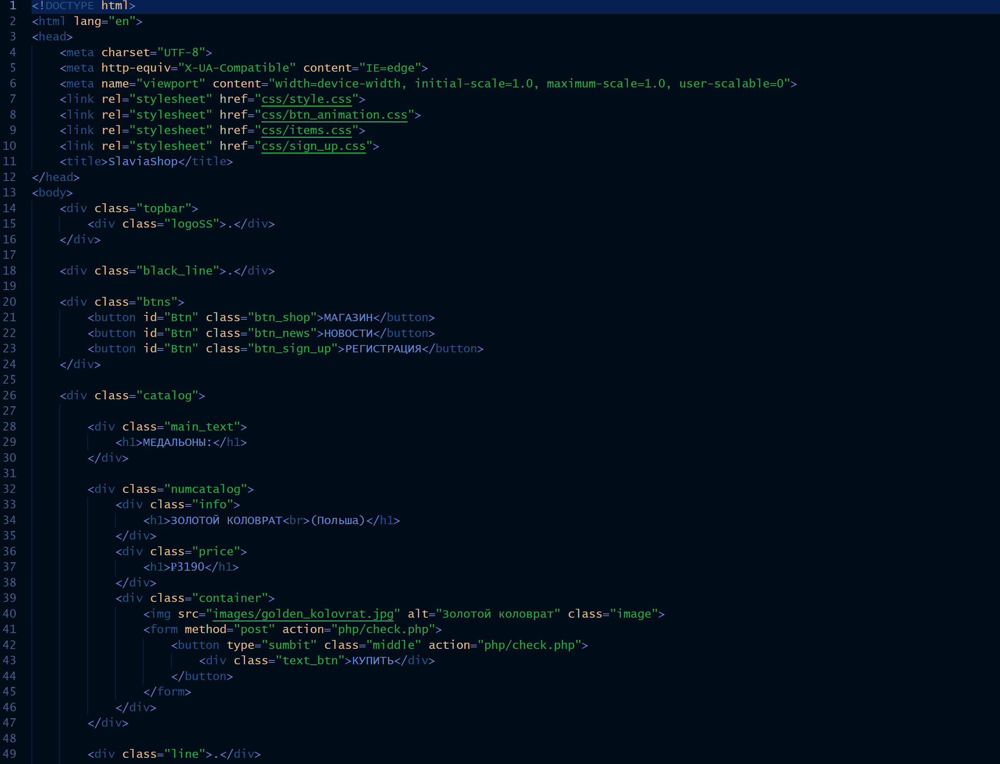 1 <!DOCTYPE html>
2 <html lang="en">
3 <head>
4     <meta charset="UTF-8">
5     <meta http-equiv="X-UA-Compatible" content="IE=edge">
6     <meta name="viewport" content="width=device-width, initial-scale=1.0, maximum-scale=1.0, user-scalable=0">
7     <link rel="stylesheet" href="css/style.css">
8     <link rel="stylesheet" href="css/btn_animation.css">
9     <link rel="stylesheet" href="css/items.css">
10     <link rel="stylesheet" href="css/sign_up.css">
11     <title>SlaviaShop</title>
12 </head>
13 <body>
14     <div class="topbar">
15         <div class="logoSS">.</div>
16     </div>
17
18     <div class="black_line">.</div>
19
20     <div class="btns">
21         <button id="Btn" class="btn_shop">МАГАЗИН</button>
22         <button id="Btn" class="btn_news">НОВОСТИ</button>
23         <button id="Btn" class="btn_sign_up">РЕГИСТРАЦИЯ</button>
24     </div>
25
26     <div class="catalog">
27
28         <div class="main_text">
29             <h1>МЕДАЛЬОНЫ:</h1>
30         </div>
31
32         <div class="numcatalog">
33             <div class="info">
34                 <h1>ЗОЛОТОЙ КОЛОВРАТ<br>(Польша)</h1>
35             </div>
36             <div class="price">
37                 <h1>₽3190</h1>
38             </div>
39             <div class="container">
40                 <img src="images/golden_kolovrat.jpg" alt="Золотой коловрат" class="image">
41                 <form method="post" action="php/check.php">
42                     <button type="sumbit" class="middle" action="php/check.php">
43                         <div class="text_btn">КУПИТЬ</div>
44                     </button>
45                 </form>
46             </div>
47         </div>
48
49         <div class="line">.</div>